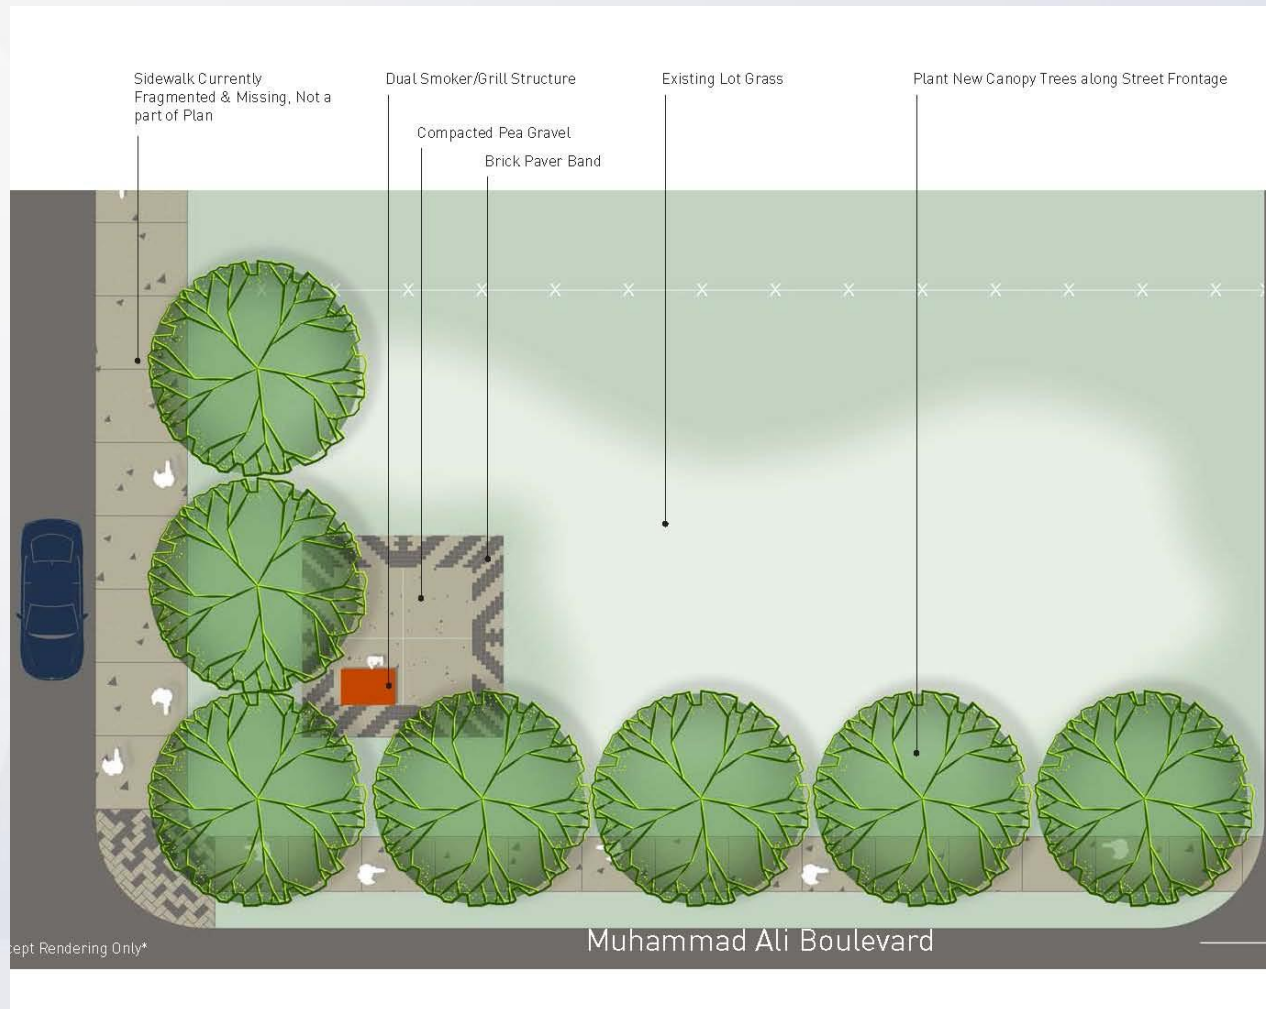 Sidewalk Currently
Fragmented & Missing, Not a
part of Plan
Dual Smoker/Grill Structure
Existing Lot Grass
Plant New Canopy Trees along Street Frontage
Compacted Pea Gravel
Brick Paver Band
Muhammad Ali Boulevard
Rendering Only*